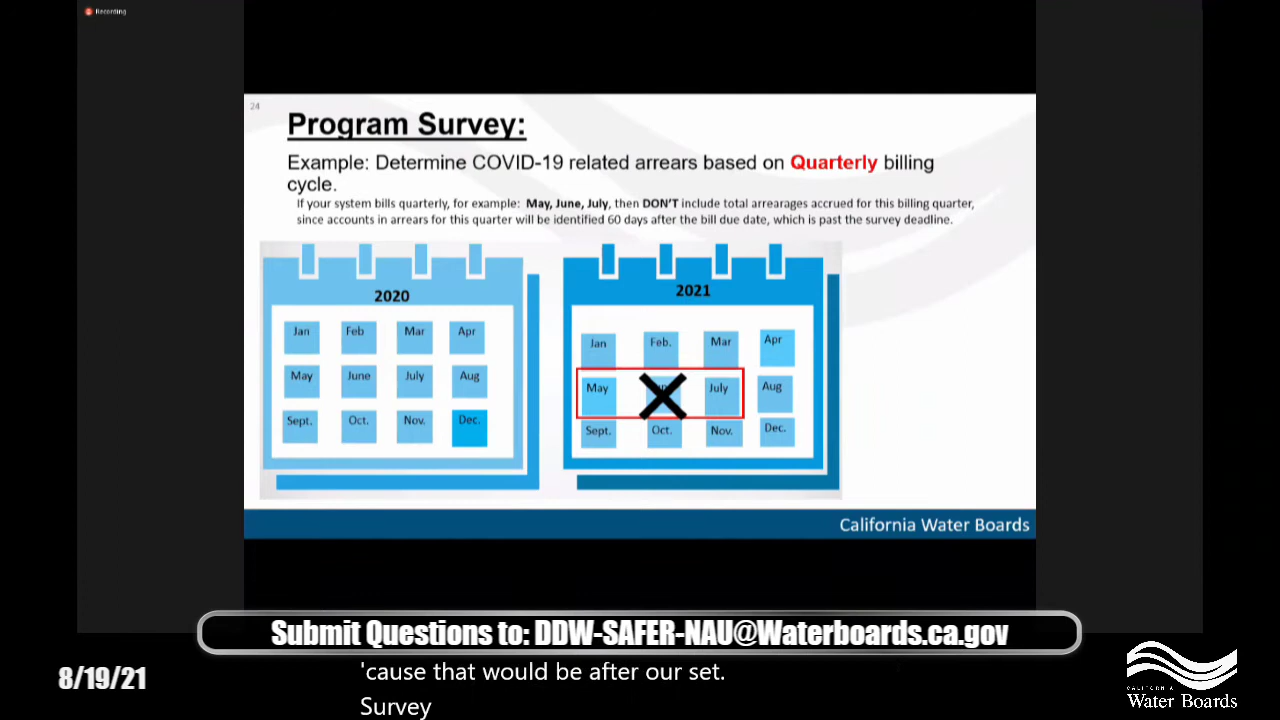 Recording
24
Program Survey:
Example: Determine COVID-19 related arrears based on Quarterly billing
cycle.
If your system bills quarterly, for example: May, June, July, then DON'T include total arrearages accrued for this billing quarter,
since accounts in arrears for this quarter will be identified 60 days after the bill due date, which is past the survey deadline.
2020
Jan Feb Mar Apr
May June July Aug
Sept. Oct. Nov. Dec.
2021
Jan Feb. Mar Apr
May July Aug
Sept. Oct. Nov. Dec.
California Water Boards
Submit Questions to: DDW-SAFER-NAU@Waterboards.ca.gov
8/19/21
'cause that would be after our set.
Survey
CALIFORNIA
Water Boards